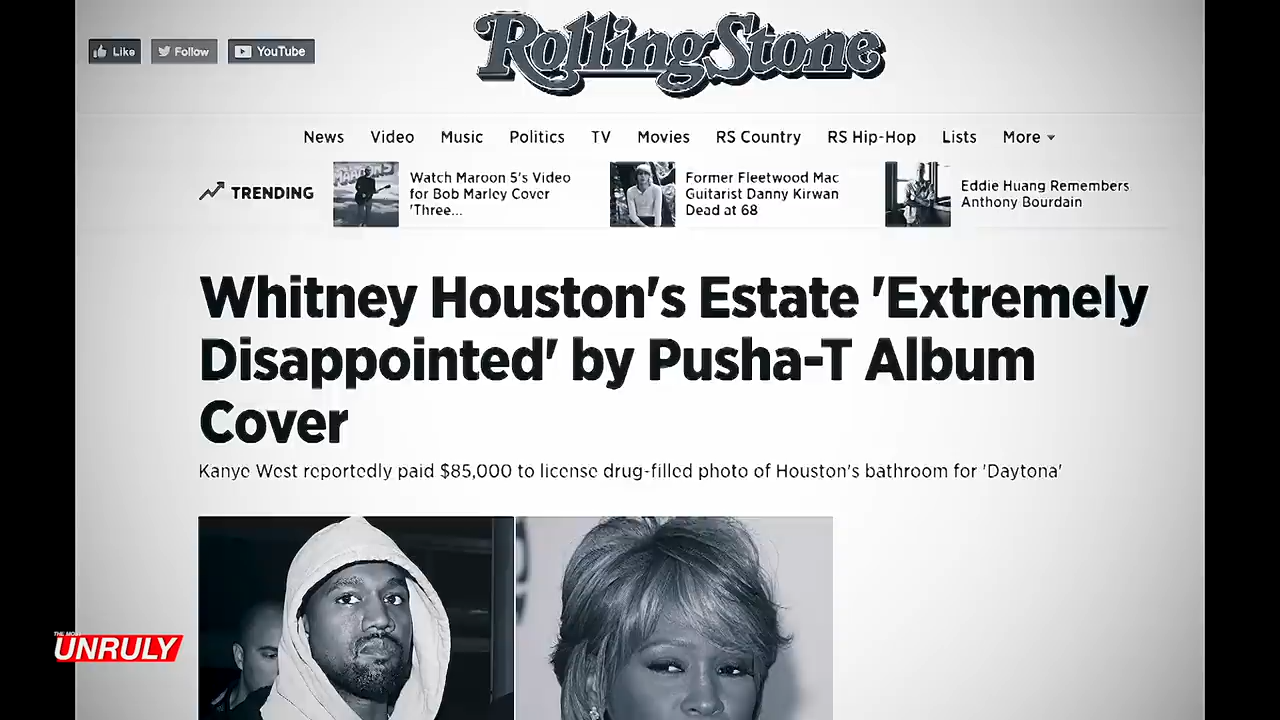 Like
Follow
YouTube
RollingStone
News
Video
Music
Politics
TV
Movies
RS Country
RS Hip-Hop
Lists
More
TRENDING
Watch Maroon 5's Video
for Bob Marley Cover
'Three...
Former Fleetwood Mac
Guitarist Danny Kirwan
Dead at 68
Eddie Huang Remembers
Anthony Bourdain
Whitney Houston's Estate 'Extremely
Disappointed' by Pusha-T Album
Cover
Kanye West reportedly paid $85,000 to license drug-filled photo of Houston's bathroom for 'Daytona'
THE MOST
UNRULY